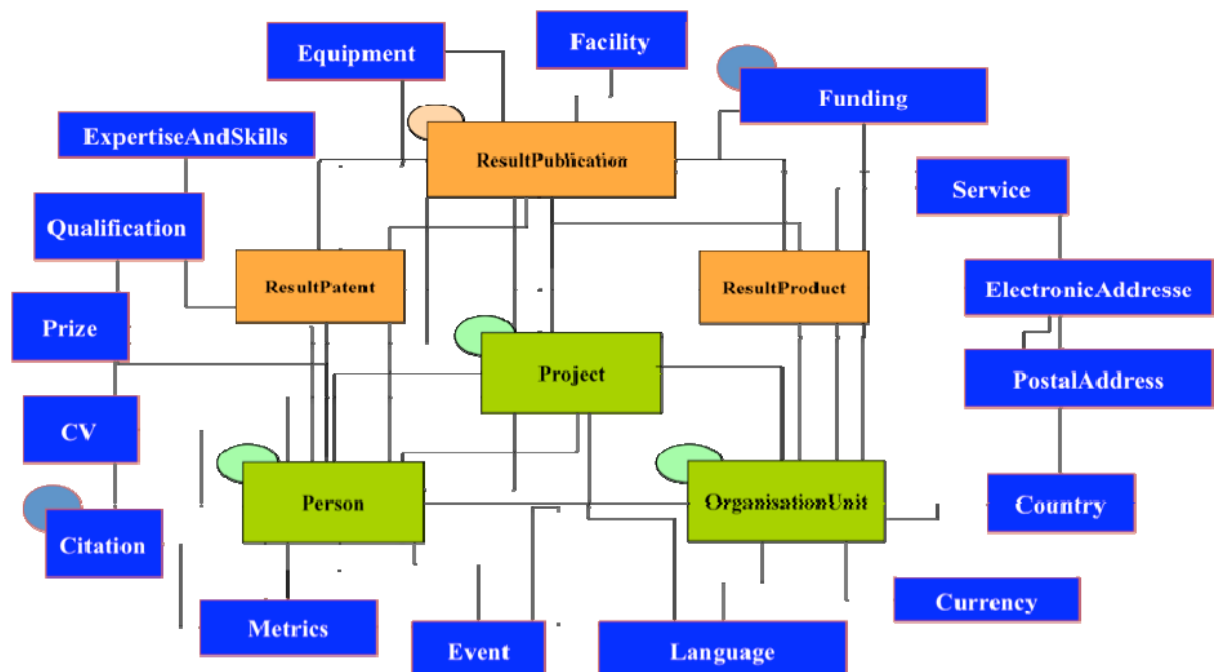 Facility
Equipment
Funding
ExpertiseAndSkills
ResultPublication
Service
Qualification
ResultPatent
ResultProduct
ElectronicAddresse
Prize
Project
PostalAddress
CV
Person
OrganisationUnit
Country
Citation
Currency
Metrics
Event
Language